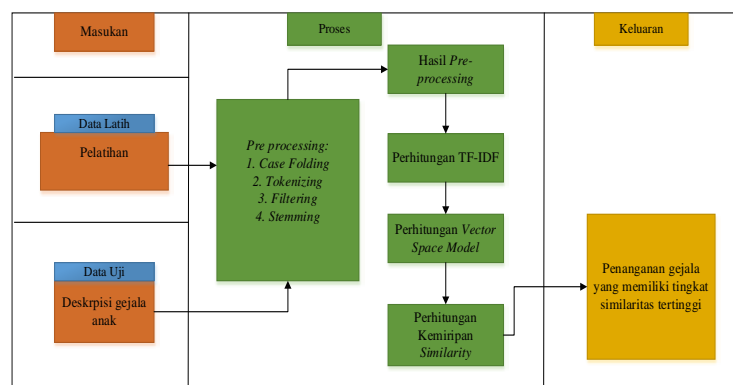 Masukan
Proses
Keluaran
Data Latih
Pelatihan
Data Uji
Deskrpisi gejala
anak
Pre processing:
1. Case Folding
2. Tokenizing
3. Filtering
4. Stemming
Hasil Pre-
processing
Perhitungan TF-IDF
Perhitungan Vector
Space Model
Perhitungan
Kemiripan
Similarity
Penanganan gejala
yang memiliki tingkat
similaritas tertinggi